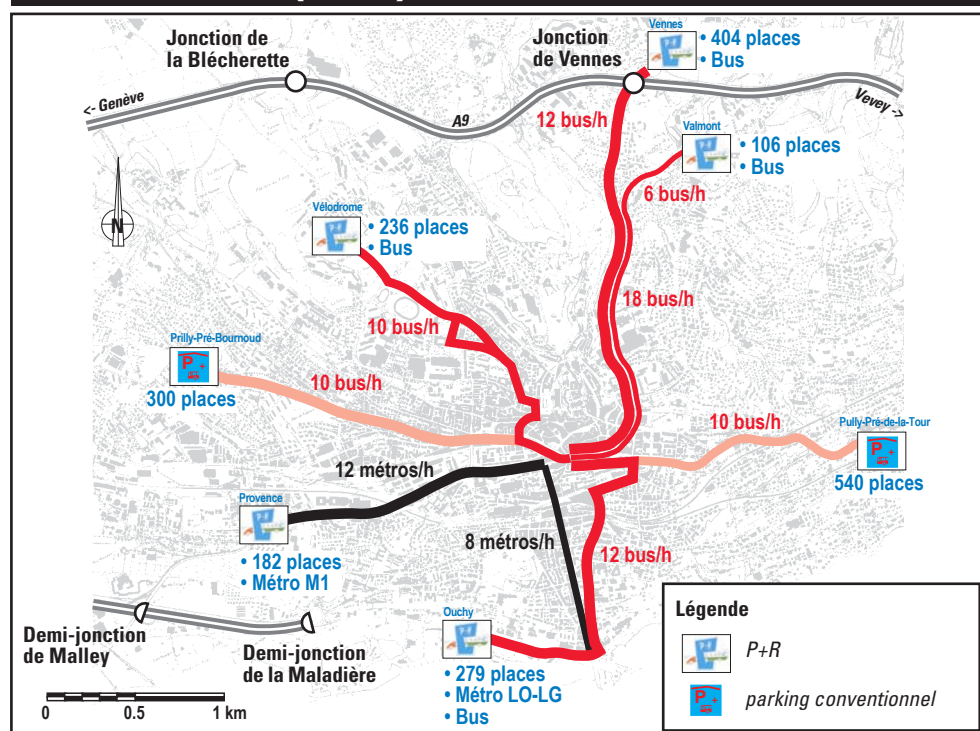 Jonction de
la Blécherette
Jonction
de Vennes
Vennes
• 404 places
• Bus
<- Genève
A9
Vevey ->
12 bus/h
Valmont
• 106 places
• Bus
6 bus/h
N
Vélodrome
• 236 places
• Bus
18 bus/h
10 bus/h
Prilly-Pré-Bournoud
P +
300 places
10 bus/h
10 bus/h
Pully-Pré-de-la-Tour
P +
540 places
12 métros/h
Provence
• 182 places
• Métro M1
8 métros/h
12 bus/h
Demi-jonction
de Malley
Demi-jonction
de la Maladière
Ouchy
• 279 places
• Métro LO-LG
• Bus
0 0.5 1 km
Légende
P+R
P +
parking conventionnel